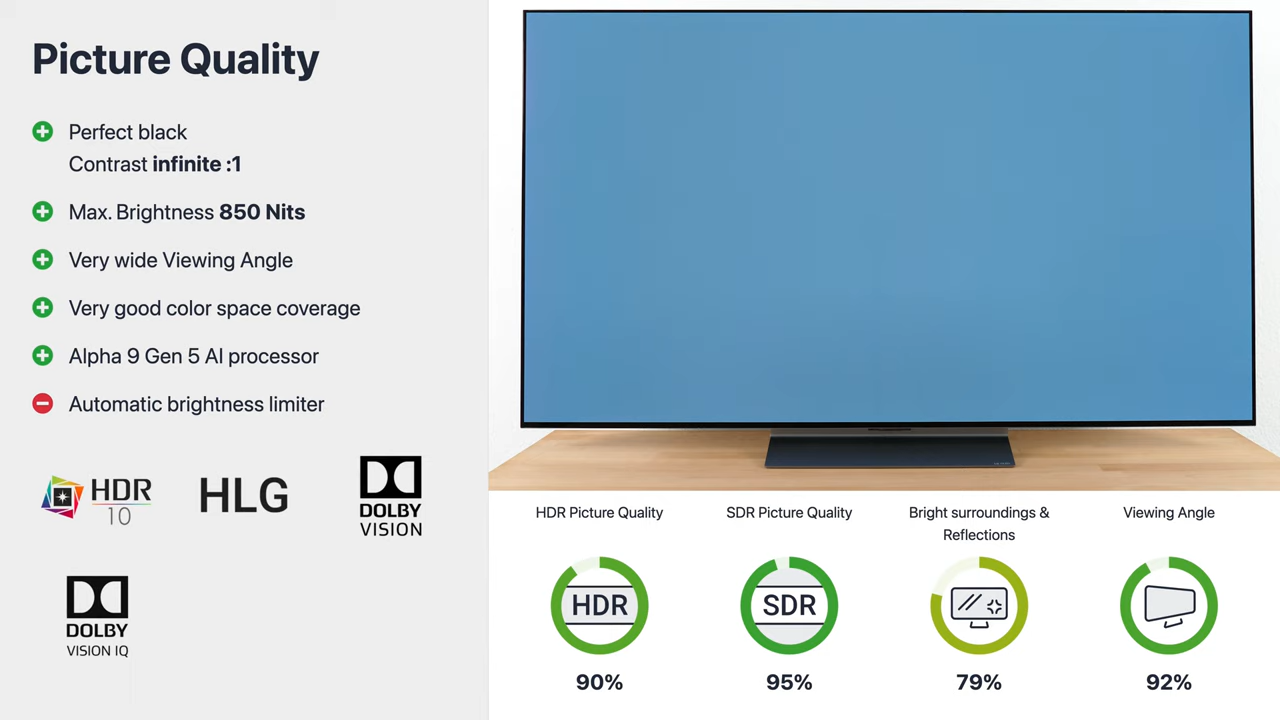 Picture Quality
Perfect black
Contrast infinite :1
Max. Brightness 850 Nits
Very wide Viewing Angle
Very good color space coverage
Alpha 9 Gen 5 AI processor
Automatic brightness limiter
HDR
10
HLG
DOLBY
VISION
DOLBY
VISION IQ
HDR Picture Quality
SDR Picture Quality
Bright surroundings &
Reflections
Viewing Angle
HDR
SDR
90%
95%
79%
92%